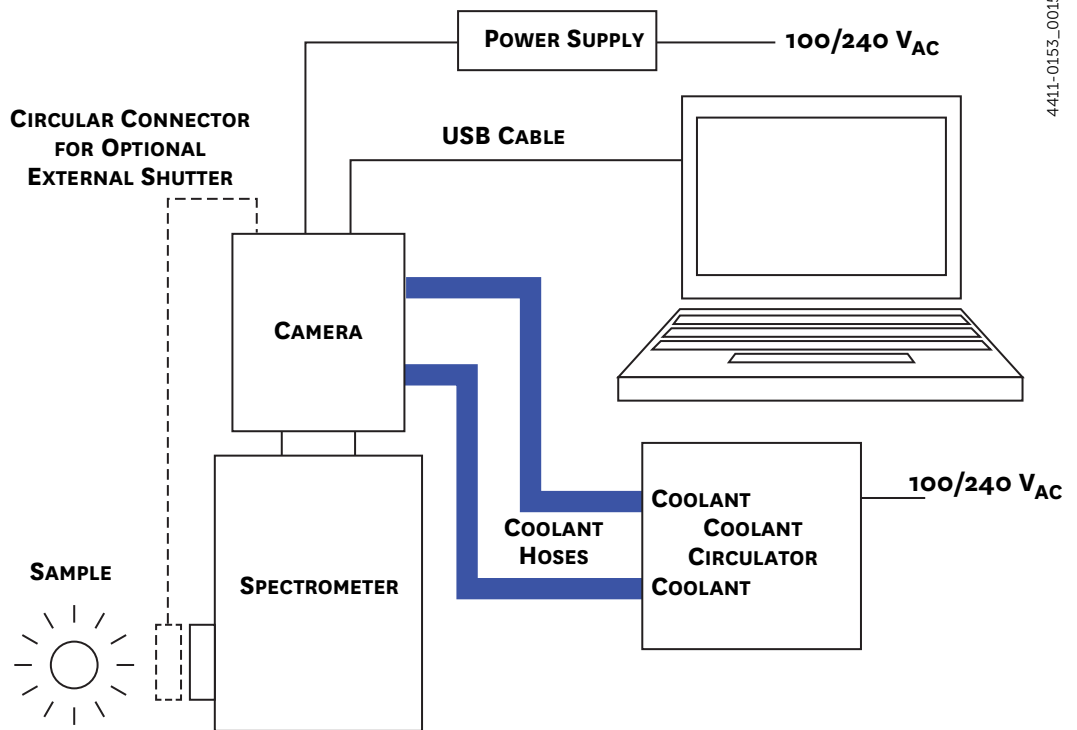 POWER SUPPLY
100/240 VAC
4411-0153_0015
CIRCULAR CONNECTOR
FOR OPTIONAL
EXTERNAL SHUTTER
USB CABLE
CAMERA
COOLANT
COOLANT
CIRCULATOR
COOLANT
100/240 VAC
COOLANT
HOSES
SAMPLE
SPECTROMETER